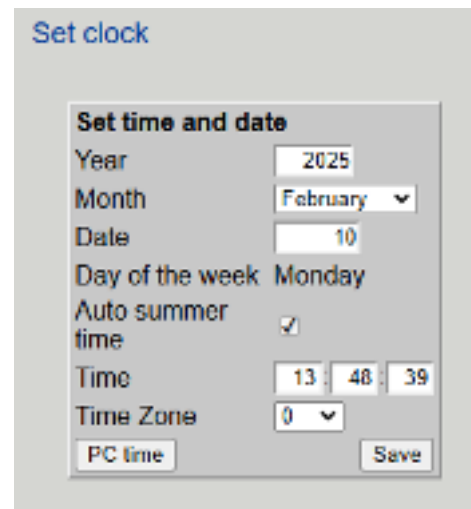 Set clock
Set time and date
Year 2025
Month February
Date 10
Day of the week Monday
Auto summer
time
Time 13 : 48 : 39
Time Zone 0
PC time Save